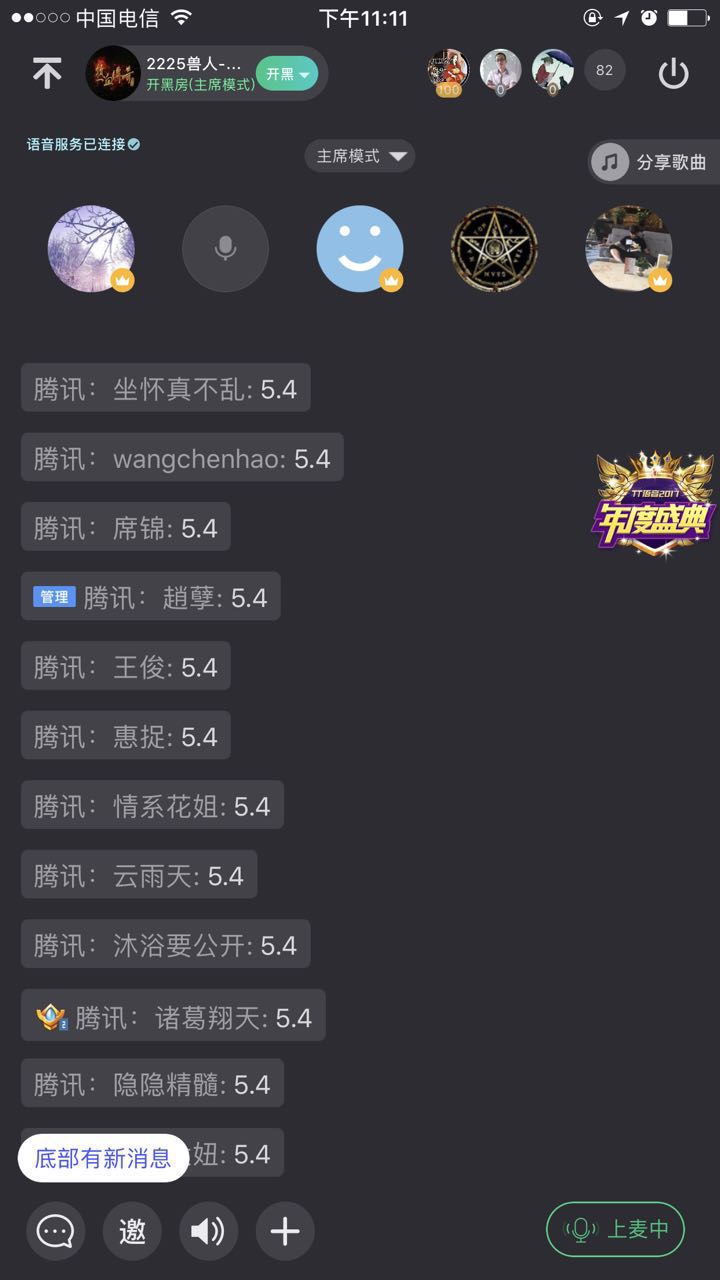 中国电信
下午11:11
2225兽人-...
开黑房(主席模式)
开黑
100
0
0
82
语音服务已连接
主席模式
分享歌曲
腾讯： 坐怀真不乱: 5.4
腾讯： wangchenhao: 5.4
腾讯： 席锦: 5.4
TT语音2017
年度盛典
管理 腾讯： 趙孽: 5.4
腾讯： 王俊: 5.4
腾讯： 惠捉: 5.4
腾讯： 情系花姐: 5.4
腾讯： 云雨天: 5.4
腾讯： 沐浴要公开: 5.4
2 腾讯： 诸葛翔天: 5.4
腾讯： 隐隐精髓: 5.4
妞: 5.4
底部有新消息
邀
上麦中